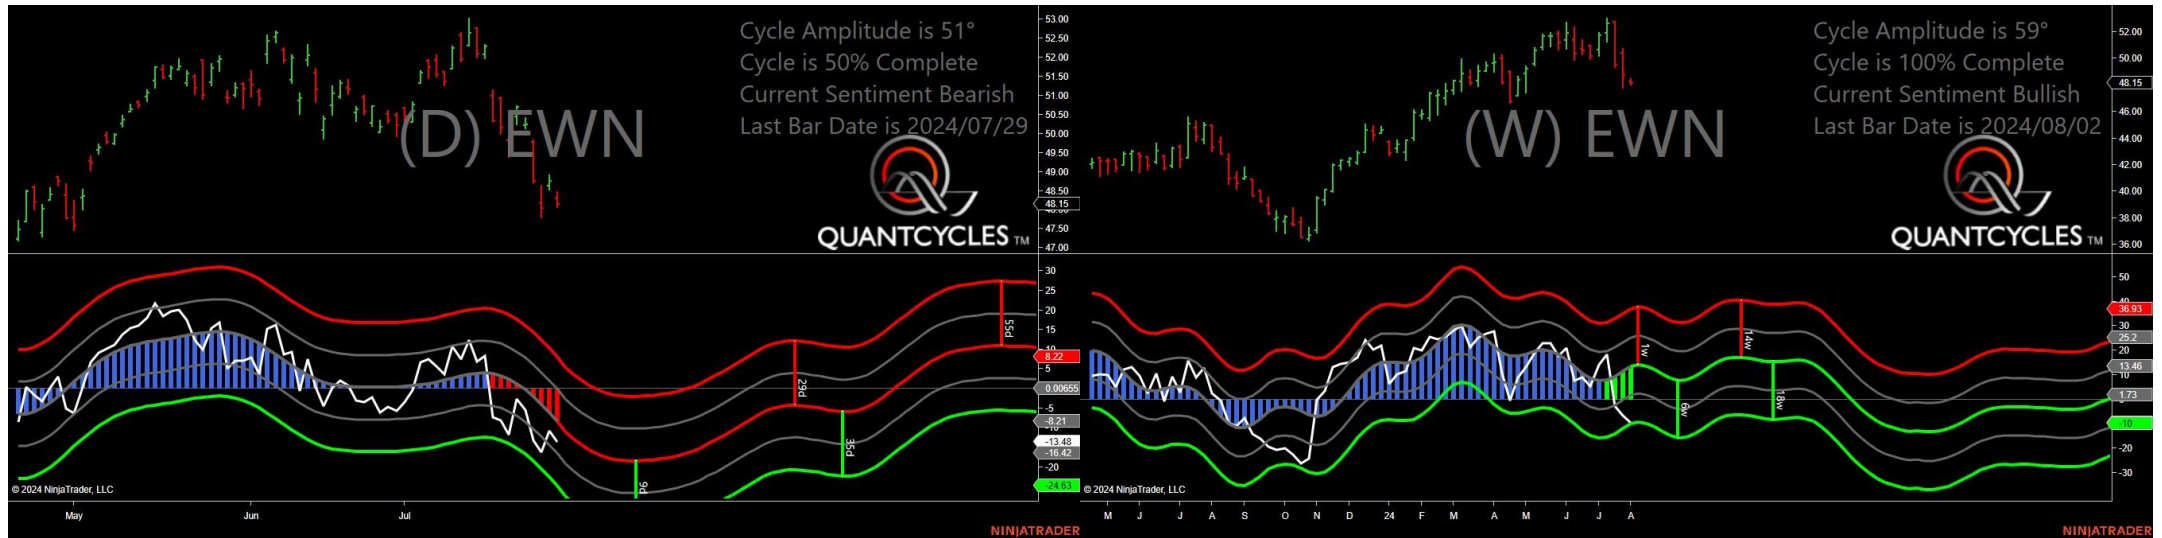 Cycle Amplitude is 51°
Cycle is 50% Complete
Current Sentiment Bearish
Last Bar Date is 2024/07/29
(D) EWN
QUANTCYCLES TM
53.00
52.50
52.00
51.50
51.00
50.50
50.00
49.50
49.00
48.50
48.15
47.50
47.00
30
25
20
15
10
8.22
5
0.00655
-5
-8.21
-13.48
-16.42
-20
-24.63
9d
29d
35d
55d
© 2024 NinjaTrader, LLC
May Jun Jul
NINJATRADER
Cycle Amplitude is 59°
Cycle is 100% Complete
Current Sentiment Bullish
Last Bar Date is 2024/08/02
(W) EWN
QUANTCYCLES TM
52.00
50.00
48.15
46.00
44.00
42.00
40.00
38.00
36.00
50
40
36.93
30
25.2
20
13.46
10
1.73
-10
-20
-30
1w
6w
14w
18w
© 2024 NinjaTrader, LLC
M J J A S O N D 24 F M A M J J A
NINJATRADER